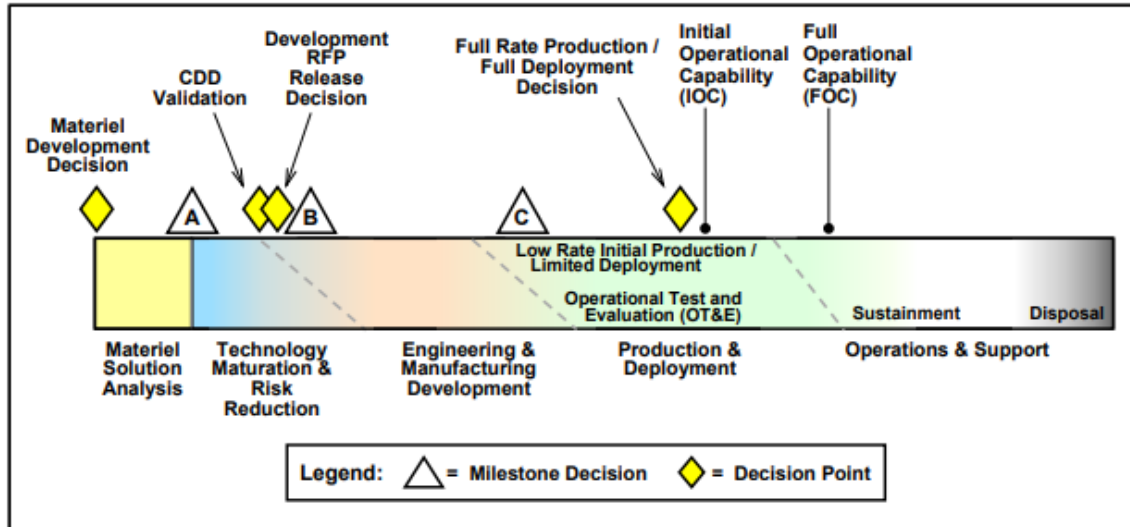 Materiel
Development
Decision
CDD
Validation
Development
RFP
Release
Decision
Full Rate Production /
Full Deployment
Decision
Initial
Operational
Capability
(IOC)
Full
Operational
Capability
(FOC)
A
B
C
Low Rate Initial Production /
Limited Deployment
Operational Test and
Evaluation (OT&E)
Sustainment
Disposal
Materiel
Solution
Analysis
Technology
Maturation &
Risk
Reduction
Engineering &
Manufacturing
Development
Production &
Deployment
Operations & Support
Legend: = Milestone Decision = Decision Point